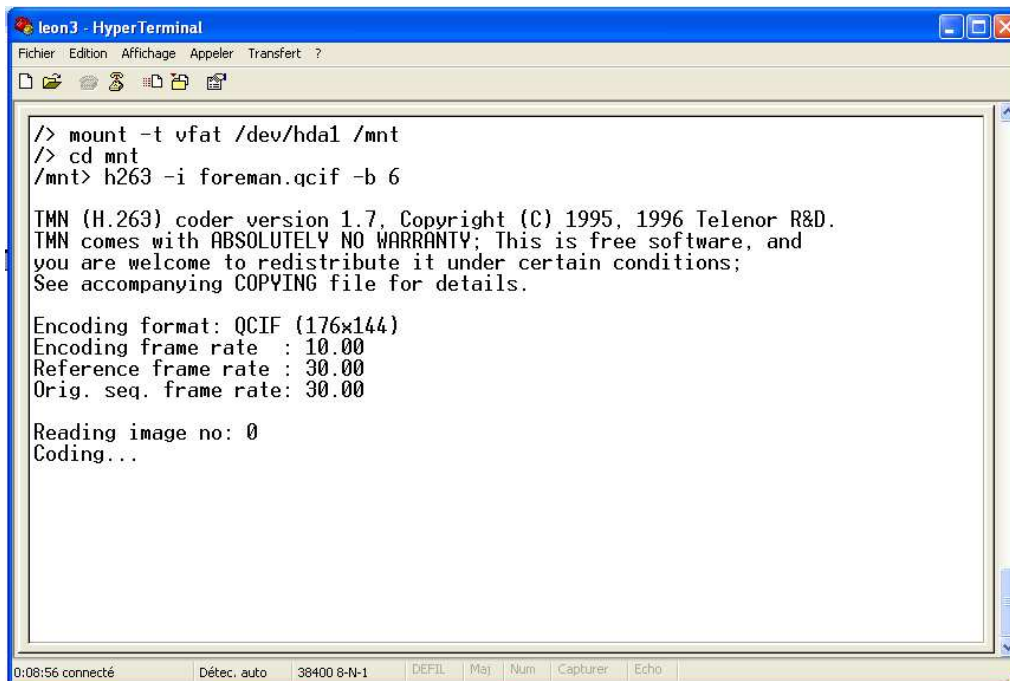 leon3 - HyperTerminal
Fichier Edition Affichage Appeler Transfert ?
/> mount -t vfat /dev/hda1 /mnt
/> cd mnt
/mnt> h263 -i foreman.qcif -b 6
TMN (H.263) coder version 1.7, Copyright (C) 1995, 1996 Telenor R&D.
TMN comes with ABSOLUTELY NO WARRANTY; This is free software, and
you are welcome to redistribute it under certain conditions;
See accompanying COPYING file for details.
Encoding format: QCIF (176x144)
Encoding frame rate  : 10.00
Reference frame rate : 30.00
Orig. seq. frame rate: 30.00
Reading image no: 0
Coding...
0:08:56 connecté Détec. auto 38400 8-N-1 DEFIL Maj Num Capturer Echo